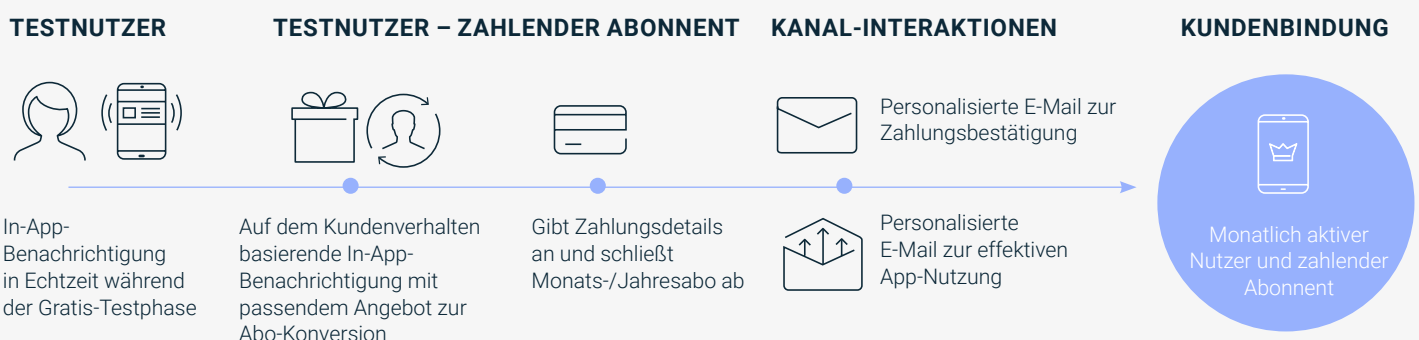 TESTNUTZER
TESTNUTZER – ZAHLENDER ABONNENT
KANAL-INTERAKTIONEN
KUNDENBINDUNG
In-App-
Benachrichtigung
in Echtzeit während
der Gratis-Testphase
Auf dem Kundenverhalten
basierende In-App-
Benachrichtigung mit
passendem Angebot zur
Abo-Konversion
Gibt Zahlungsdetails
an und schließt
Monats-/Jahresabo ab
Personalisierte E-Mail zur
Zahlungsbestätigung
Personalisierte
E-Mail zur effektiven
App-Nutzung
Monatlich aktiver
Nutzer und zahlender
Abonnent